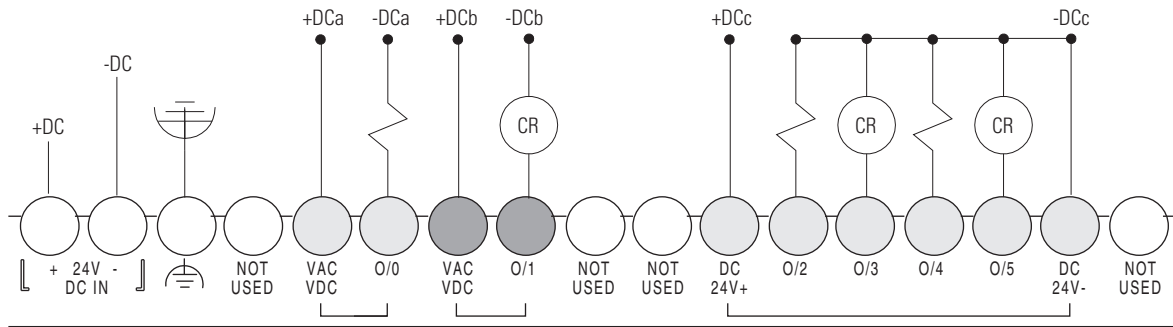 +DCa -DCa +DCb -DCb +DCc -DCc
-DC
+DC
CR CR CR
+ 24V - NOT VAC O/0 VAC O/1 NOT NOT DC O/2 O/3 O/4 O/5 DC NOT
DC IN USED VDC VDC USED USED 24V+ 24V- USED